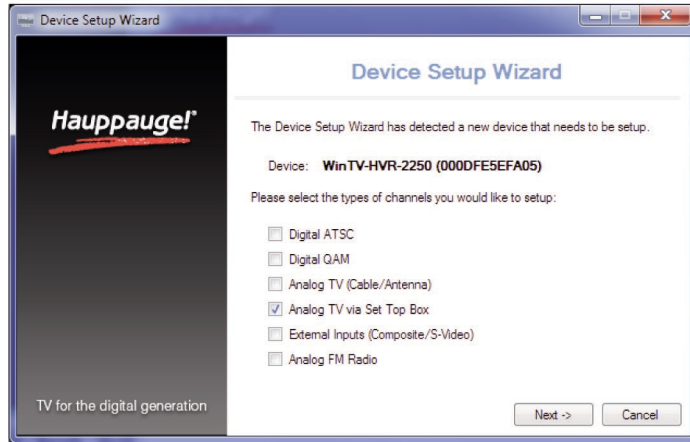 Device Setup Wizard
Device Setup Wizard
Hauppauge!®
The Device Setup Wizard has detected a new device that needs to be setup.
Device: WinTV-HVR-2250 (000DFE5EFA05)
Please select the types of channels you would like to setup:
Digital ATSC
Digital QAM
Analog TV (Cable/Antenna)
Analog TV via Set Top Box
External Inputs (Composite/S-Video)
Analog FM Radio
TV for the digital generation
Next ->
Cancel